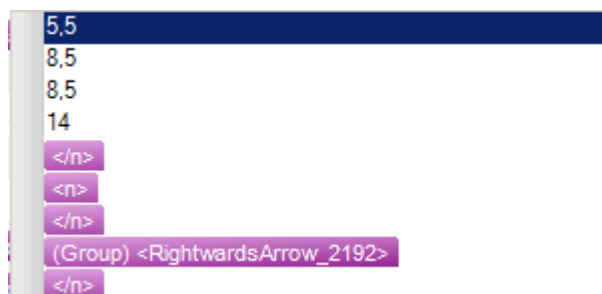 5,5
8,5
8,5
14
</n>
<n>
</n>
(Group) <RightwardsArrow_2192>
</n>